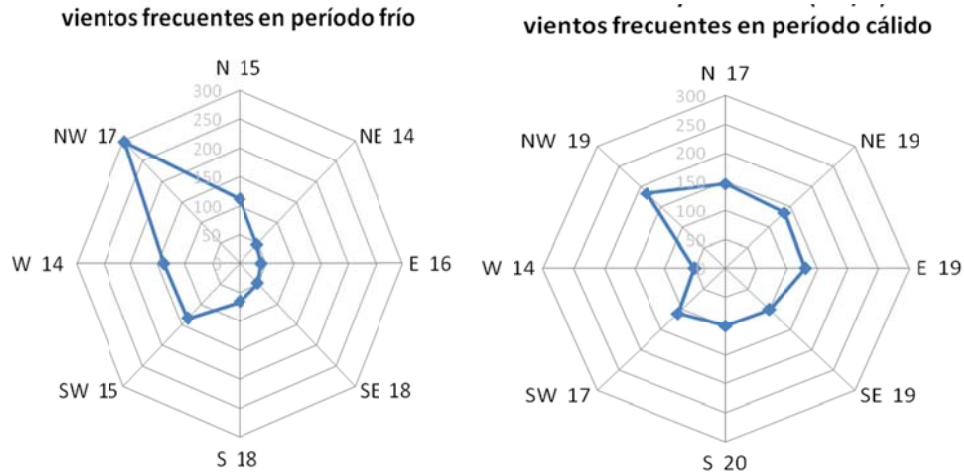 vientos frecuentes en período frío
N 15
300
250
200
150
100
50
0
NW 17
NE 14
W 14
E 16
SW 15
SE 18
S 18
vientos frecuentes en período cálido
N 17
300
250
200
150
100
50
NW 19
NE 19
W 14
E 19
SW 17
SE 19
S 20